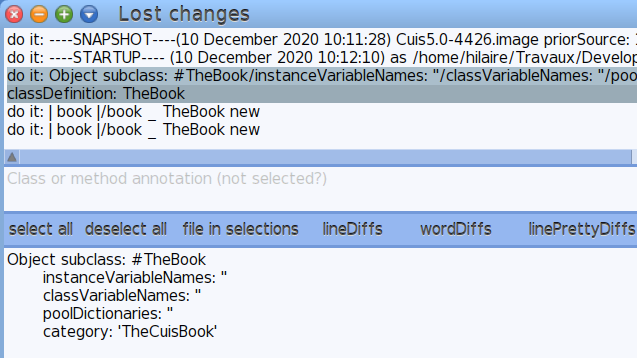 Lost changes
do it: ----SNAPSHOT----(10 December 2020 10:11:28) Cuis5.0-4426.image priorSource:
do it: ----STARTUP---- (10 December 2020 10:12:10) as /home/hilaire/Travaux/Develop
do it: Object subclass: #TheBook/instanceVariableNames: ''/classVariableNames: ''/poo
classDefinition: TheBook
do it: | book |/book _ TheBook new
do it: | book |/book _ TheBook new
Class or method annotation (not selected?)
select all deselect all file in selections lineDiffs wordDiffs linePrettyDiffs
Object subclass: #TheBook
instanceVariableNames: ''
classVariableNames: ''
poolDictionaries: ''
category: 'TheCuisBook'